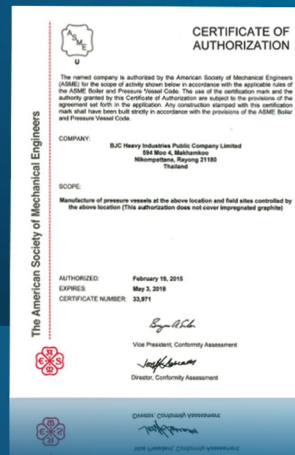 CERTIFICATE OF
AUTHORIZATION
ASME
U
The named company is authorized by the American Society of Mechanical Engineers
(ASME) for the scope of activity shown below in accordance with the applicable rules of
the ASME Boiler and Pressure Vessel Code. The use of the certification mark and the
authority granted by this Certificate of Authorization are subject to the provisions of the
agreement set forth in the application. Any construction stamped with this certification
mark shall have been built strictly in accordance with the provisions of the ASME Boiler
and Pressure Vessel Code.
COMPANY:
BJC Heavy Industries Public Company Limited
594 Moo 4, Makhamkoo
Nikompattana, Rayong 21180
Thailand
SCOPE:
Manufacture of pressure vessels at the above location and field sites controlled by
the above location (This authorization does not cover impregnated graphite)
AUTHORIZED: February 19, 2015
EXPIRES: May 3, 2018
CERTIFICATE NUMBER: 33,971
Vice President, Conformity Assessment
Director, Conformity Assessment
The American Society of Mechanical Engineers